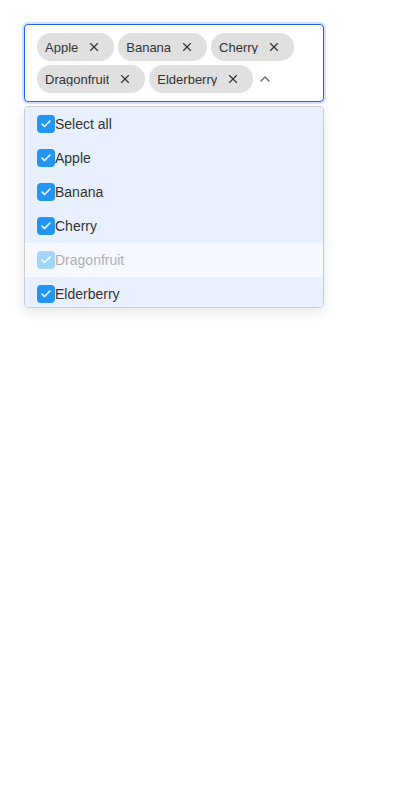 Apple Banana Cherry
Dragonfruit Elderberry
Select all
Apple
Banana
Cherry
Dragonfruit
Elderberry